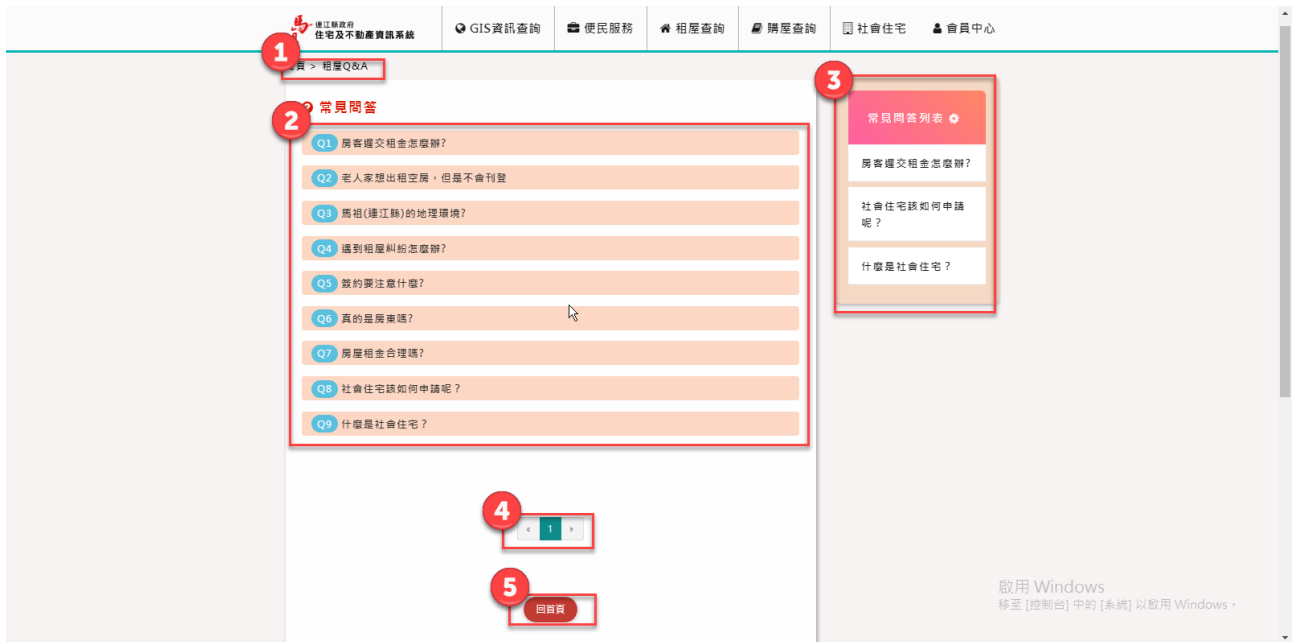 連江縣政府
住宅及不動產資訊系統
GIS資訊查詢
便民服務
租屋查詢
購屋查詢
社會住宅
會員中心
1
頁 > 租屋Q&A
常見問答
2
Q1 房客遲交租金怎麼辦?
Q2 老人家想出租空房，但是不會刊登
Q3 馬祖(連江縣)的地理環境?
Q4 遇到租屋糾紛怎麼辦?
Q5 簽約要注意什麼?
Q6 真的是房東嗎?
Q7 房屋租金合理嗎?
Q8 社會住宅該如何申請呢？
Q9 什麼是社會住宅？
3
常見問答列表
房客遲交租金怎麼辦?
社會住宅該如何申請
呢？
什麼是社會住宅？
4
« 1 »
5
回首頁
啟用 Windows
移至 [控制台] 中的 [系統] 以啟用 Windows。